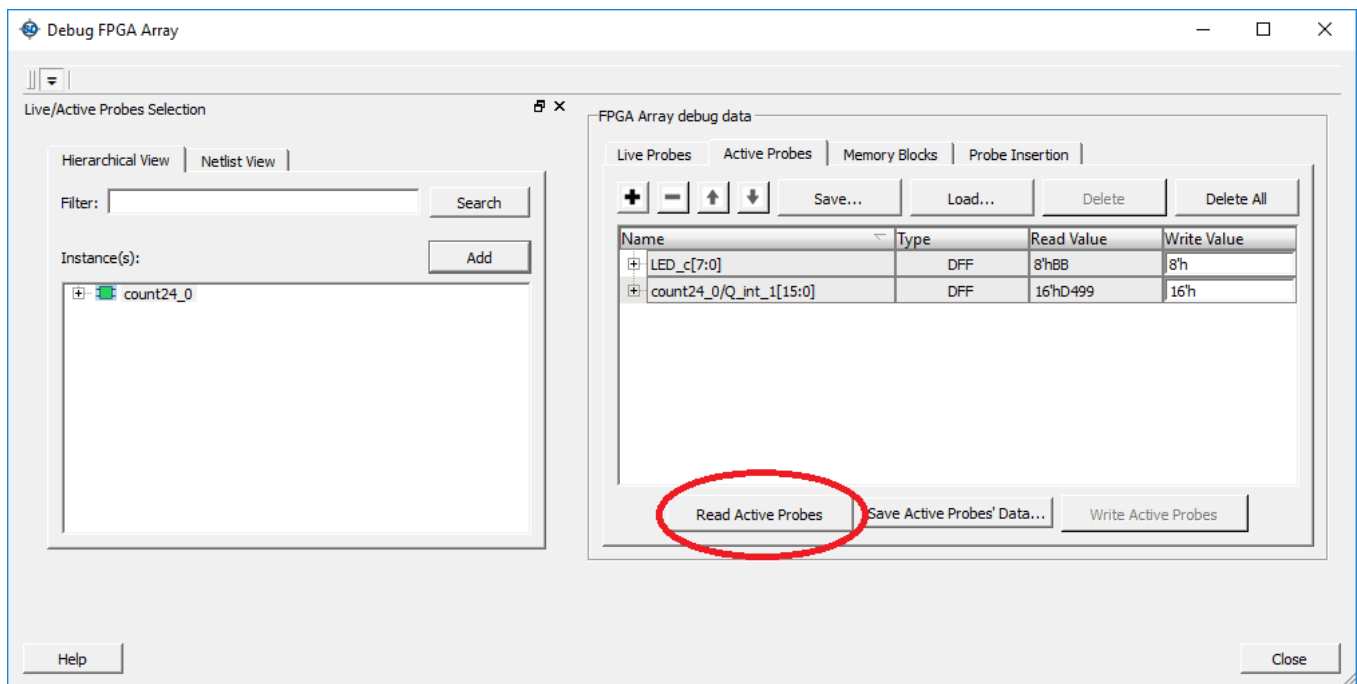 Debug FPGA Array
Live/Active Probes Selection
Hierarchical View Netlist View
Filter: Search
Instance(s): Add
count24_0
FPGA Array debug data
Live Probes Active Probes Memory Blocks Probe Insertion
Save... Load... Delete Delete All
Name Type Read Value Write Value
LED_c[7:0] DFF 8'hBB 8'h
count24_0/Q_int_1[15:0] DFF 16'hD499 16'h
Read Active Probes Save Active Probes' Data... Write Active Probes
Help Close